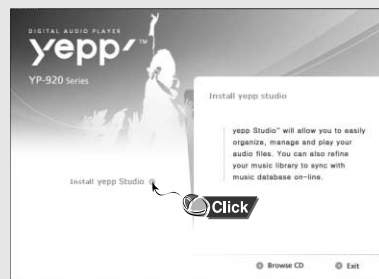 DIGITAL AUDIO PLAYER
yepp'™
YP-920 Series
Install yepp studio
yepp Studio™ will allow you to easily
organize, manage and play your
audio files. You can also refine
your music library to sync with
music database on-line.
Install yepp Studio
Click
Browse CD
Exit